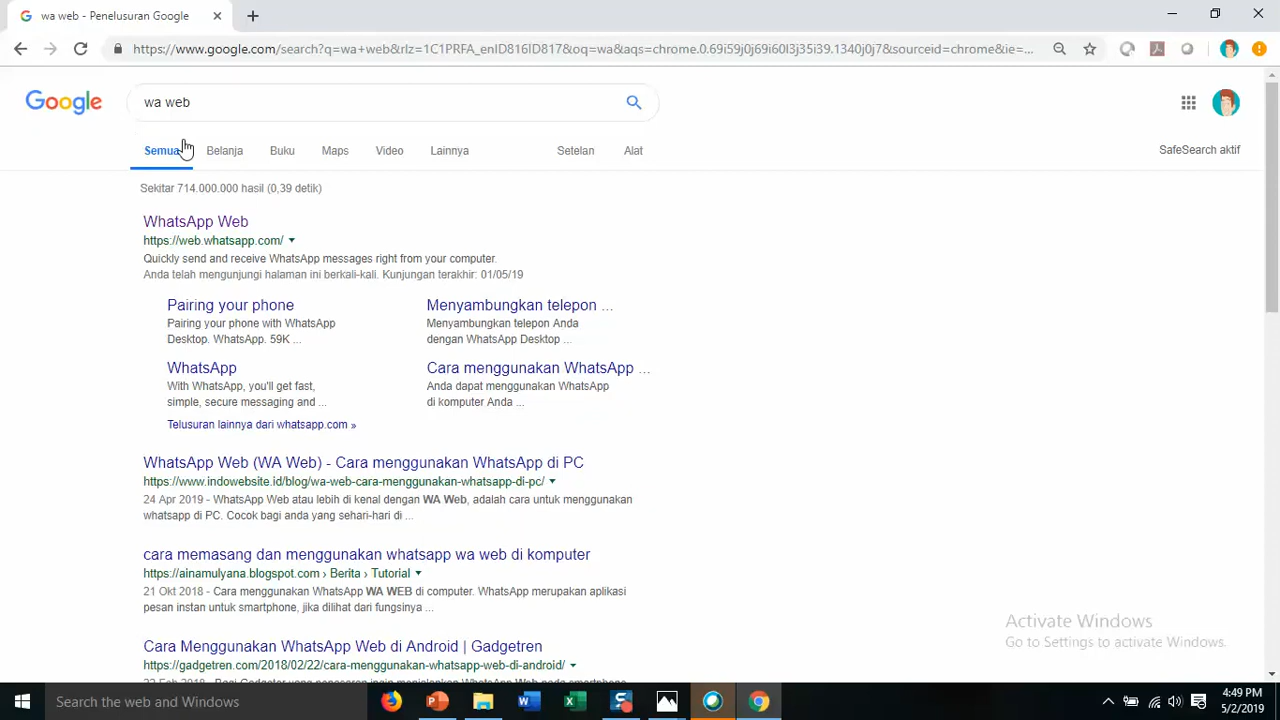 wa web - Penelusuran Google
https://www.google.com/search?q=wa+web&rlz=1C1PRFA_enID816ID817&oq=wa&aqs=chrome.0.69i59j0j69i60l3j35i39.1340j0j7&sourceid=chrome&ie=...
Google
wa web
Semua Belanja Buku Maps Video Lainnya Setelan Alat
SafeSearch aktif
Sekitar 714.000.000 hasil (0,39 detik)
WhatsApp Web
https://web.whatsapp.com/
Quickly send and receive WhatsApp messages right from your computer.
Anda telah mengunjungi halaman ini berkali-kali. Kunjungan terakhir: 01/05/19
Pairing your phone
Pairing your phone with WhatsApp
Desktop. WhatsApp. 59K ...
Menyambungkan telepon ...
Menyambungkan telepon Anda
dengan WhatsApp Desktop ...
WhatsApp
With WhatsApp, you'll get fast,
simple, secure messaging and ...
Cara menggunakan WhatsApp ...
Anda dapat menggunakan WhatsApp
di komputer Anda ...
Telusuran lainnya dari whatsapp.com »
WhatsApp Web (WA Web) - Cara menggunakan WhatsApp di PC
https://www.indowebsite.id/blog/wa-web-cara-menggunakan-whatsapp-di-pc/
24 Apr 2019 - WhatsApp Web atau lebih di kenal dengan WA Web, adalah cara untuk menggunakan
whatsapp di PC. Cocok bagi anda yang sehari-hari di ...
cara memasang dan menggunakan whatsapp wa web di komputer
https://ainamulyana.blogspot.com › Berita › Tutorial
21 Okt 2018 - Cara menggunakan WhatsApp WA WEB di computer. WhatsApp merupakan aplikasi
pesan instan untuk smartphone, jika dilihat dari fungsinya ...
Cara Menggunakan WhatsApp Web di Android | Gadgetren
https://gadgetren.com/2018/02/22/cara-menggunakan-whatsapp-web-di-android/
Activate Windows
Go to Settings to activate Windows.
Search the web and Windows
4:49 PM
5/2/2019